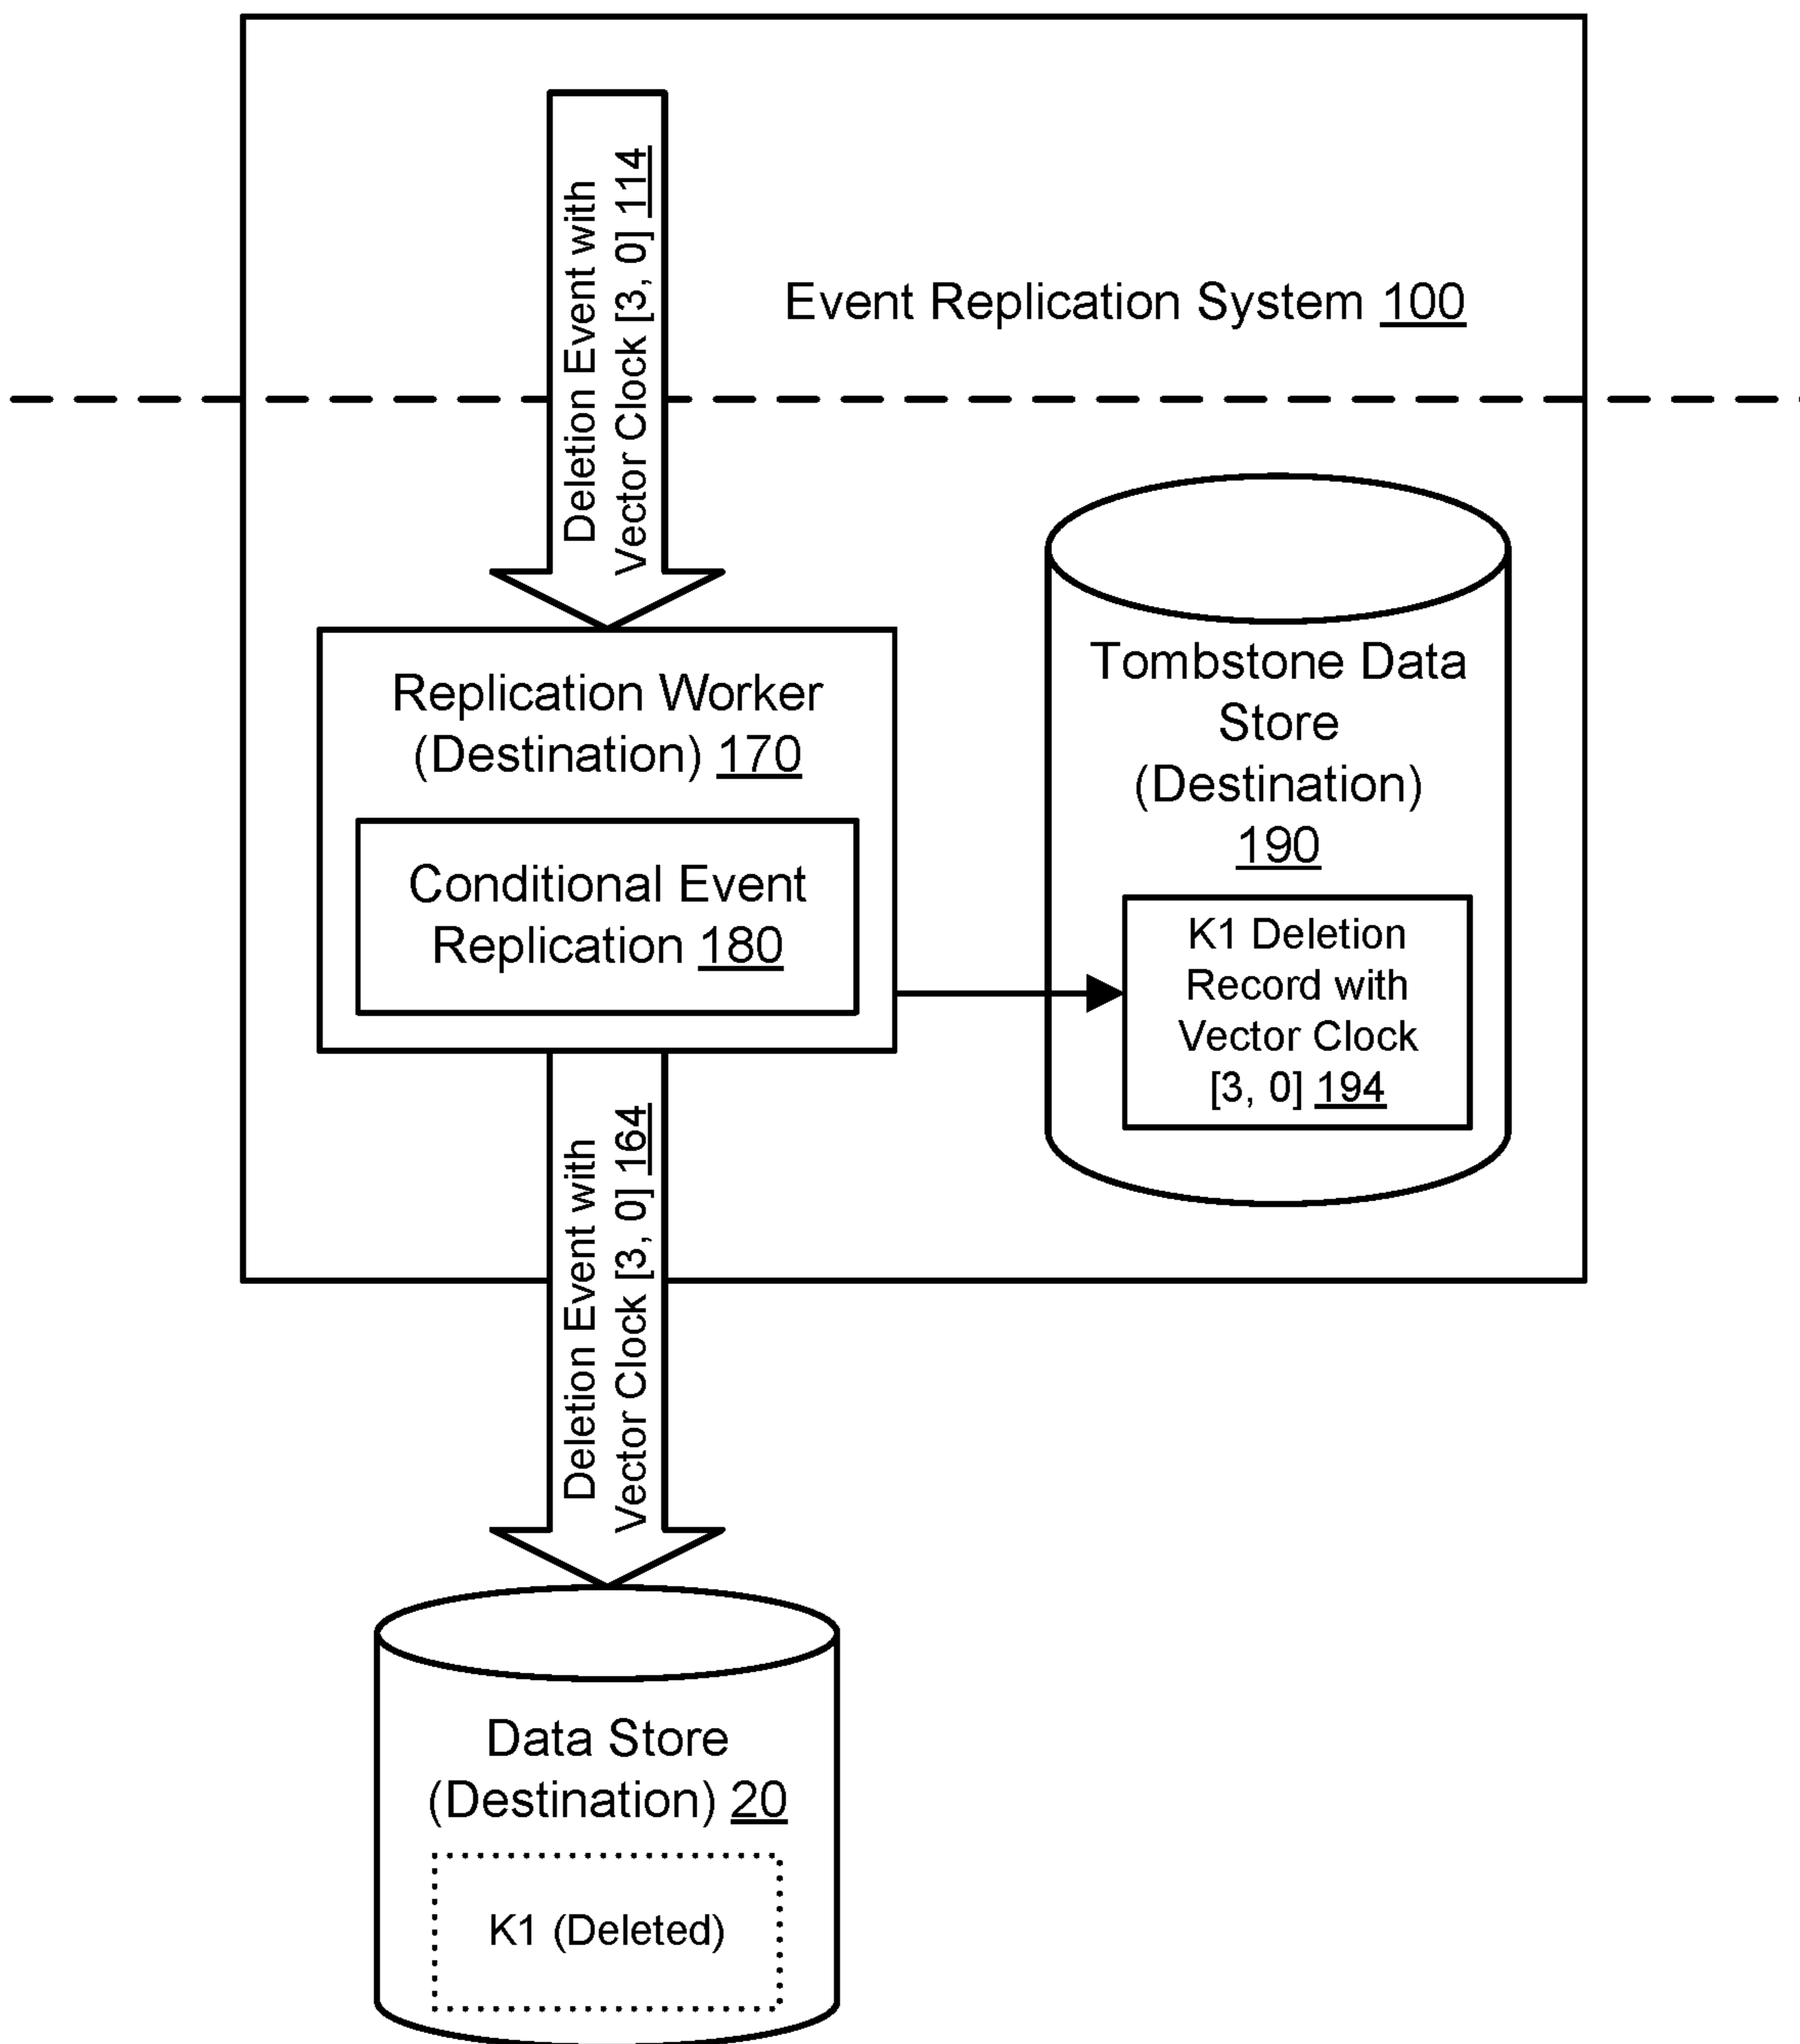 Deletion Event with
Vector Clock [3, 0] 114
Event Replication System 100
Replication Worker
(Destination) 170
Conditional Event
Replication 180
Tombstone Data
Store
(Destination)
190
K1 Deletion
Record with
Vector Clock
[3, 0] 194
Deletion Event with
Vector Clock [3, 0] 164
Data Store
(Destination) 20
K1 (Deleted)